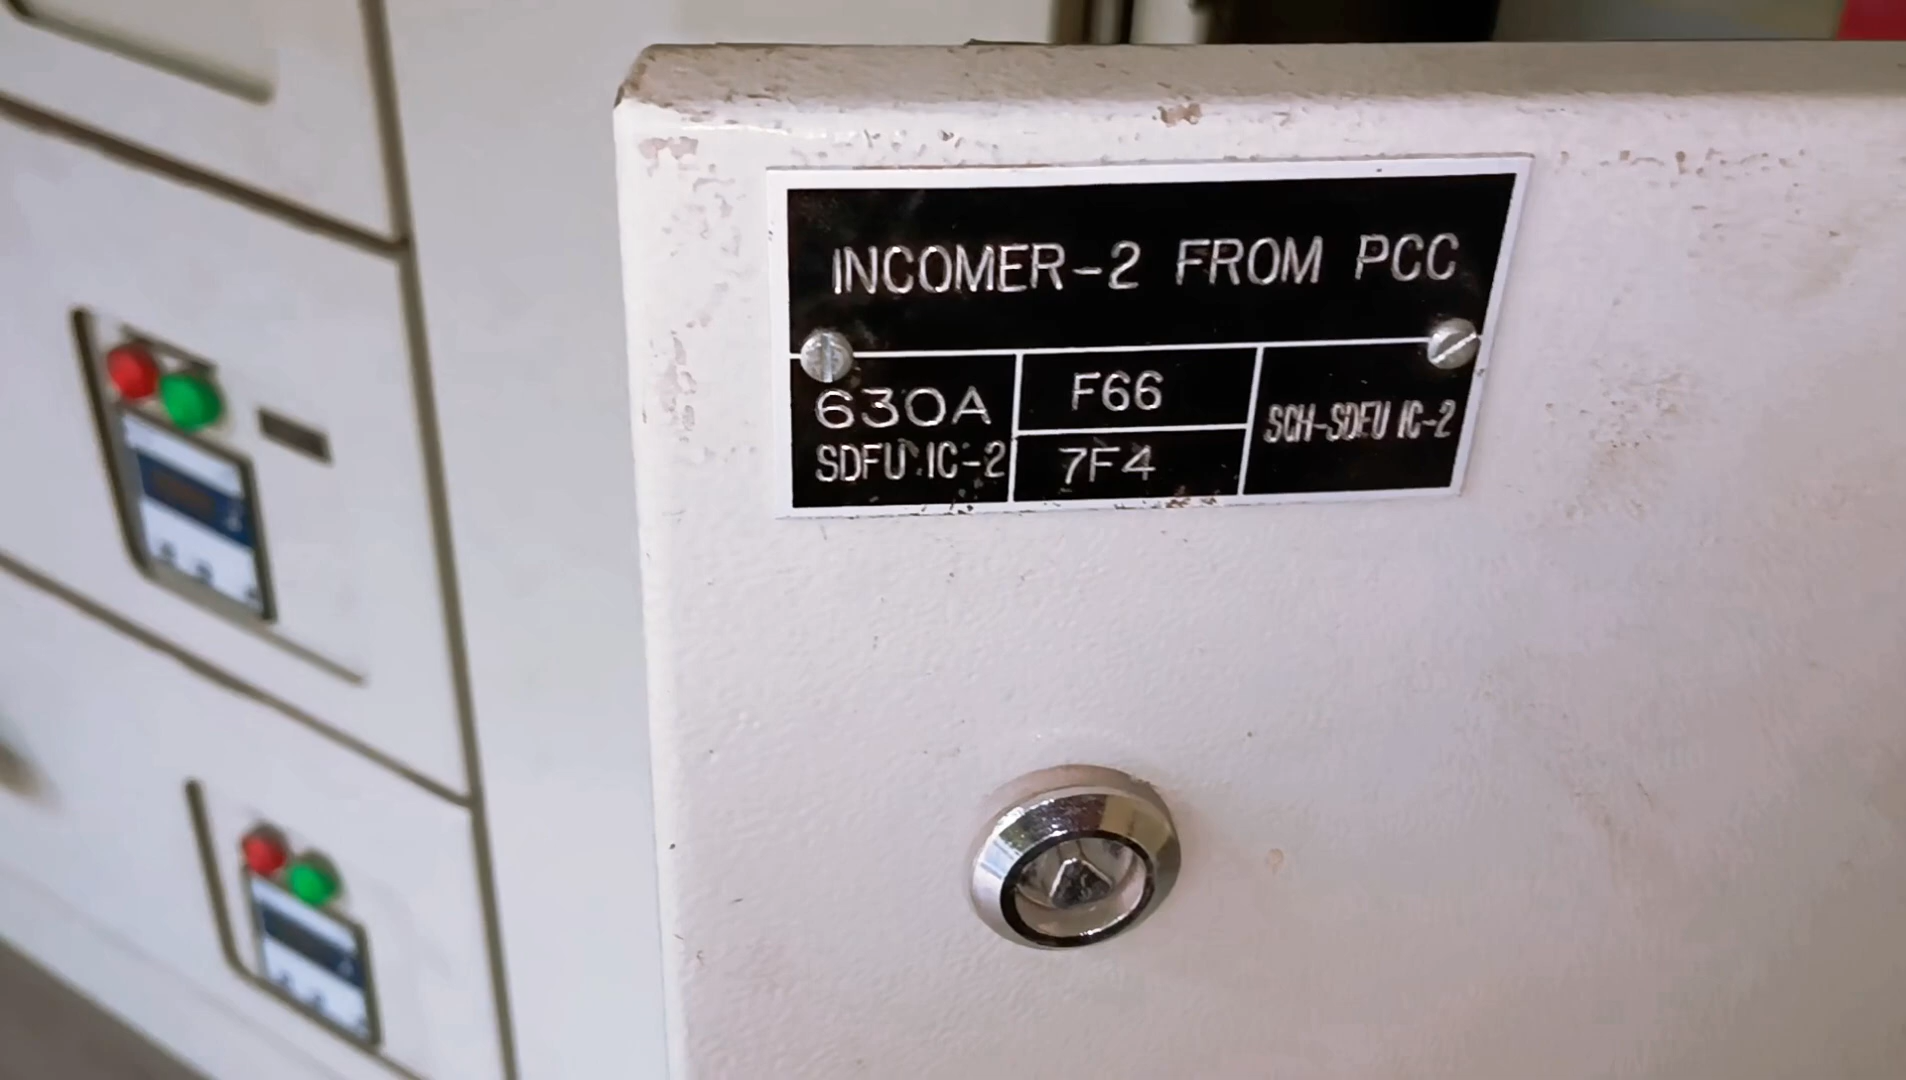 INCOMER-2 FROM PCC
630A
SDFU IC-2
F66
7F4
SCH-SDFU IC-2